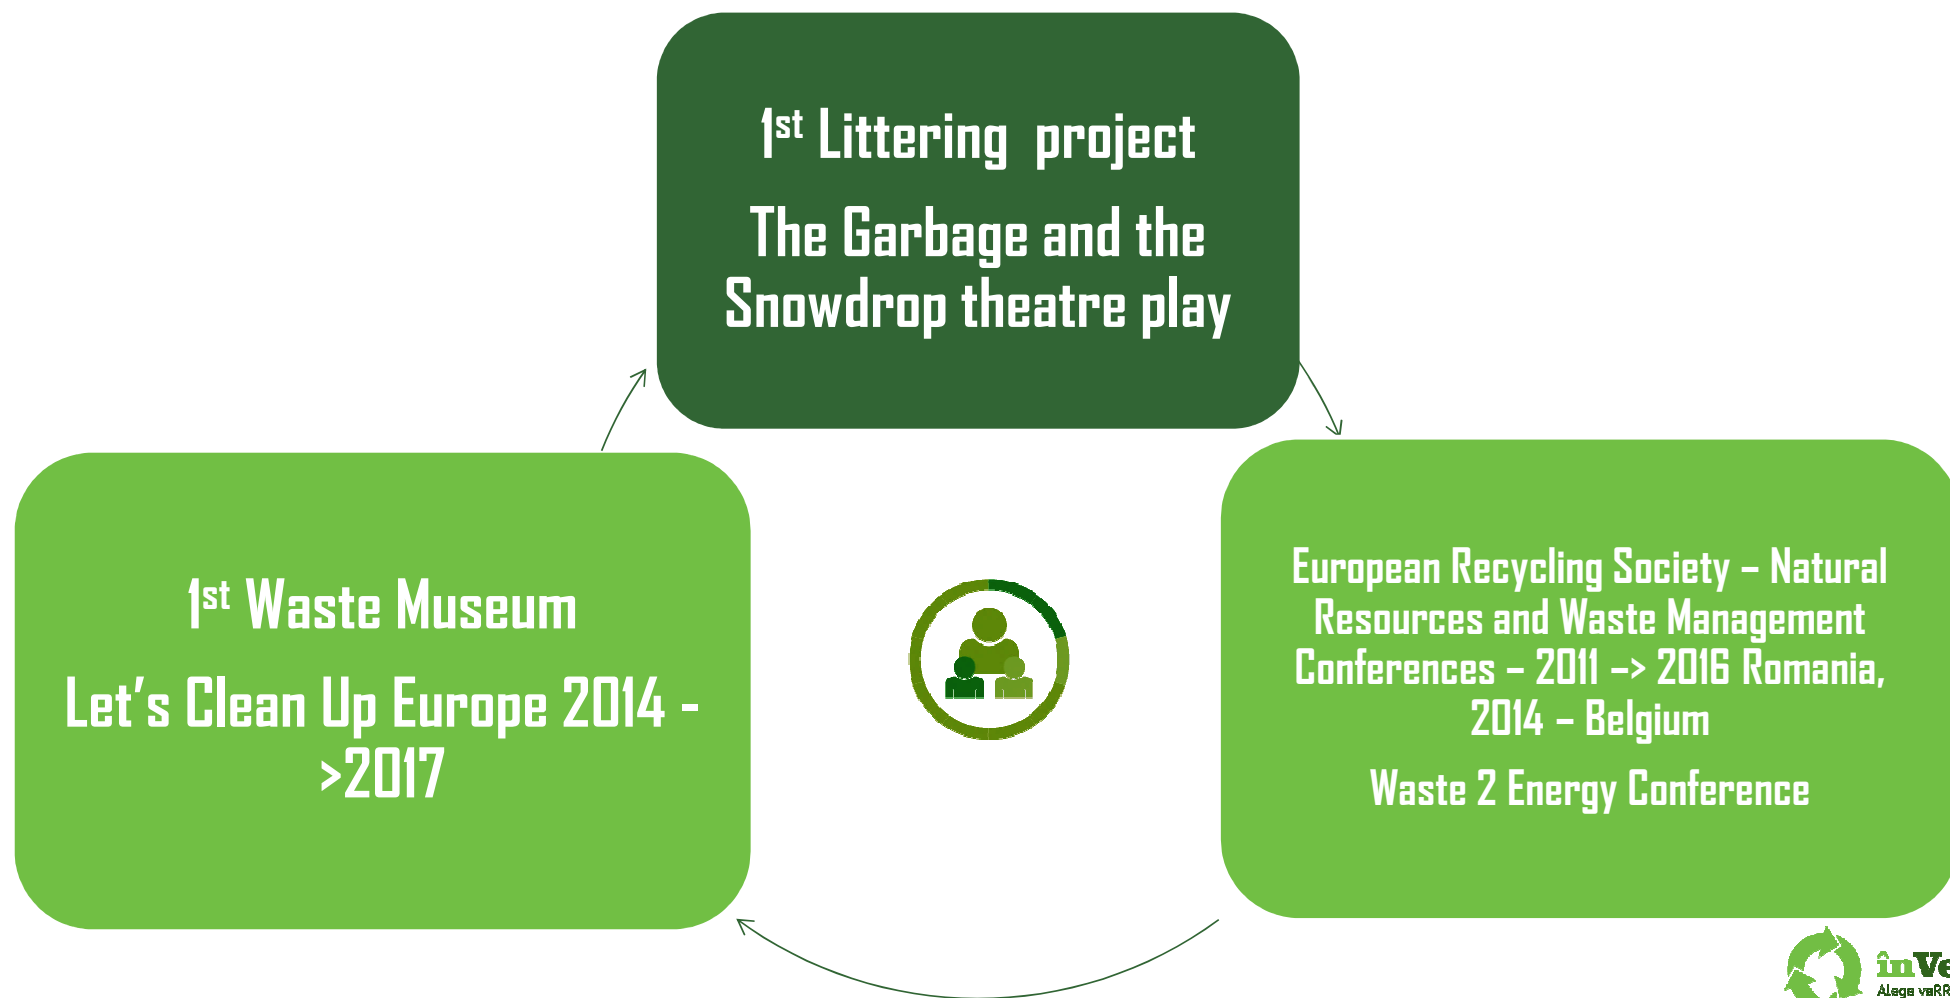 1st Littering project
The Garbage and the
Snowdrop theatre play
1st Waste Museum
Let's Clean Up Europe 2014 -
>2017
European Recycling Society – Natural
Resources and Waste Management
Conferences – 2011 –> 2016 Romania,
2014 – Belgium
Waste 2 Energy Conference